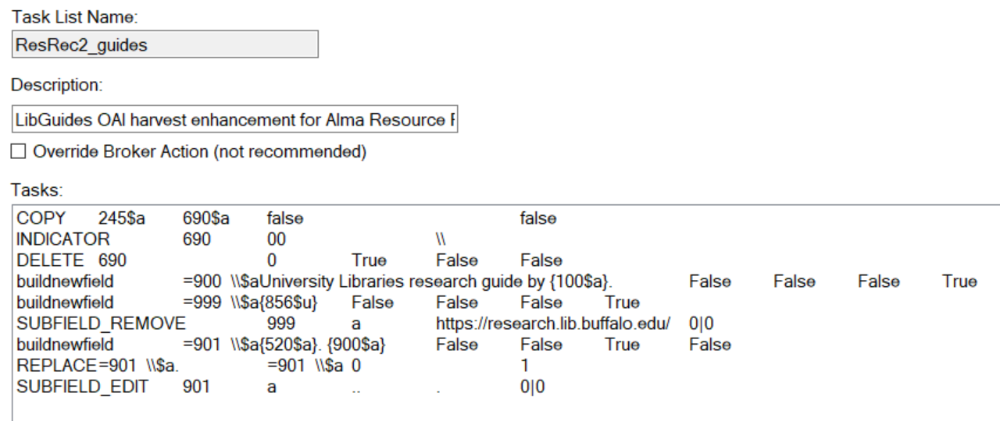 Task List Name:
ResRec2_guides
Description:
LibGuides OAI harvest enhancement for Alma Resource
Override Broker Action (not recommended)
Tasks:
COPY 245$a 690$a false false
INDICATOR 690 00 \\
DELETE 690 0 True False False
buildnewfield =900 \\$aUniversity Libraries research guide by {100$a}. False False False True
buildnewfield =999 \\$a{856$u} False False False True
SUBFIELD_REMOVE 999 a https://research.lib.buffalo.edu/ 0|0
buildnewfield =901 \\$a{520$a}. {900$a} False False True False
REPLACE =901 \\$a. =901 \\$a 0 1
SUBFIELD_EDIT 901 a .. . 0|0